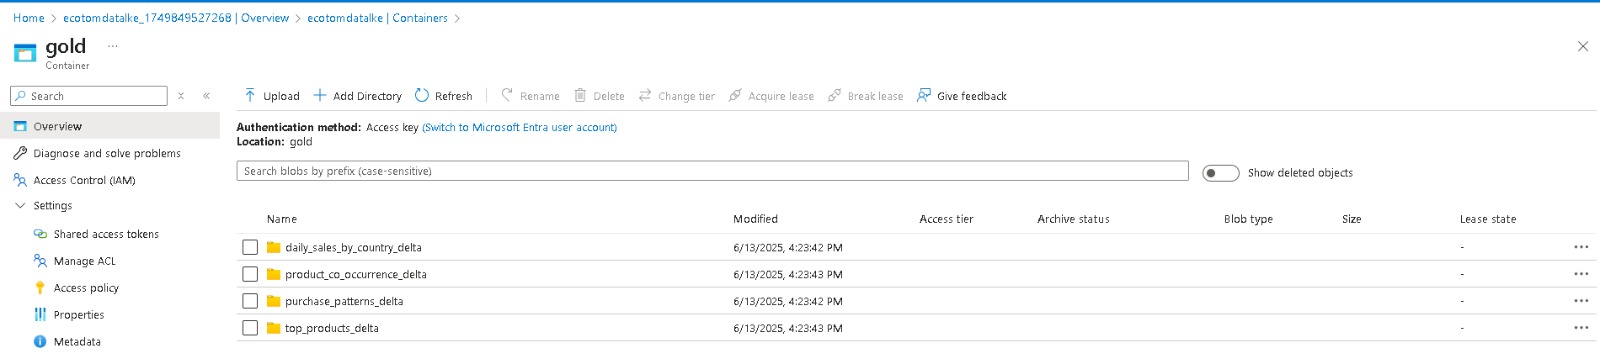 Home > ecotomdatalke_1749849527268 | Overview > ecotomdatalke | Containers >
gold ...
Container
Search
Upload Add Directory Refresh Rename Delete Change tier Acquire lease Break lease Give feedback
Overview
Diagnose and solve problems
Access Control (IAM)
Settings
Shared access tokens
Manage ACL
Access policy
Properties
Metadata
Authentication method: Access key (Switch to Microsoft Entra user account)
Location: gold
Search blobs by prefix (case-sensitive)
Show deleted objects
Name Modified Access tier Archive status Blob type Size Lease state
daily_sales_by_country_delta 6/13/2025, 4:23:42 PM - ...
product_co_occurrence_delta 6/13/2025, 4:23:43 PM - ...
purchase_patterns_delta 6/13/2025, 4:23:42 PM - ...
top_products_delta 6/13/2025, 4:23:43 PM - ...